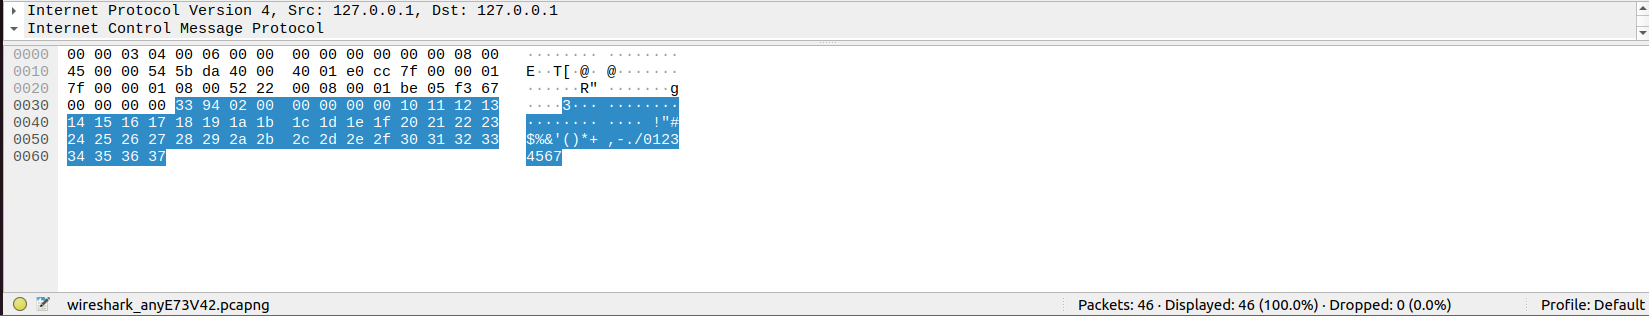 Internet Protocol Version 4, Src: 127.0.0.1, Dst: 127.0.0.1
Internet Control Message Protocol
0000 00 00 03 04 00 06 00 00 00 00 00 00 00 00 08 00 ········ ········
0010 45 00 00 54 5b da 40 00 40 01 e0 cc 7f 00 00 01 E··T[·@· @·······
0020 7f 00 00 01 08 00 52 22 00 08 00 01 be 05 f3 67 ······R" ·······g
0030 00 00 00 00 33 94 02 00 00 00 00 00 10 11 12 13 ····3··· ········
0040 14 15 16 17 18 19 1a 1b 1c 1d 1e 1f 20 21 22 23 ········ ···· !"#
0050 24 25 26 27 28 29 2a 2b 2c 2d 2e 2f 30 31 32 33 $%&'()*+ ,-./0123
0060 34 35 36 37 4567
wireshark_anyE73V42.pcapng Packets: 46 · Displayed: 46 (100.0%) · Dropped: 0 (0.0%) Profile: Default